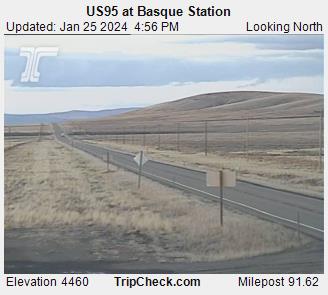 US95 at Basque Station
Updated: Jan 25 2024 4:56 PM Looking North
Elevation 4460 TripCheck.com Milepost 91.62